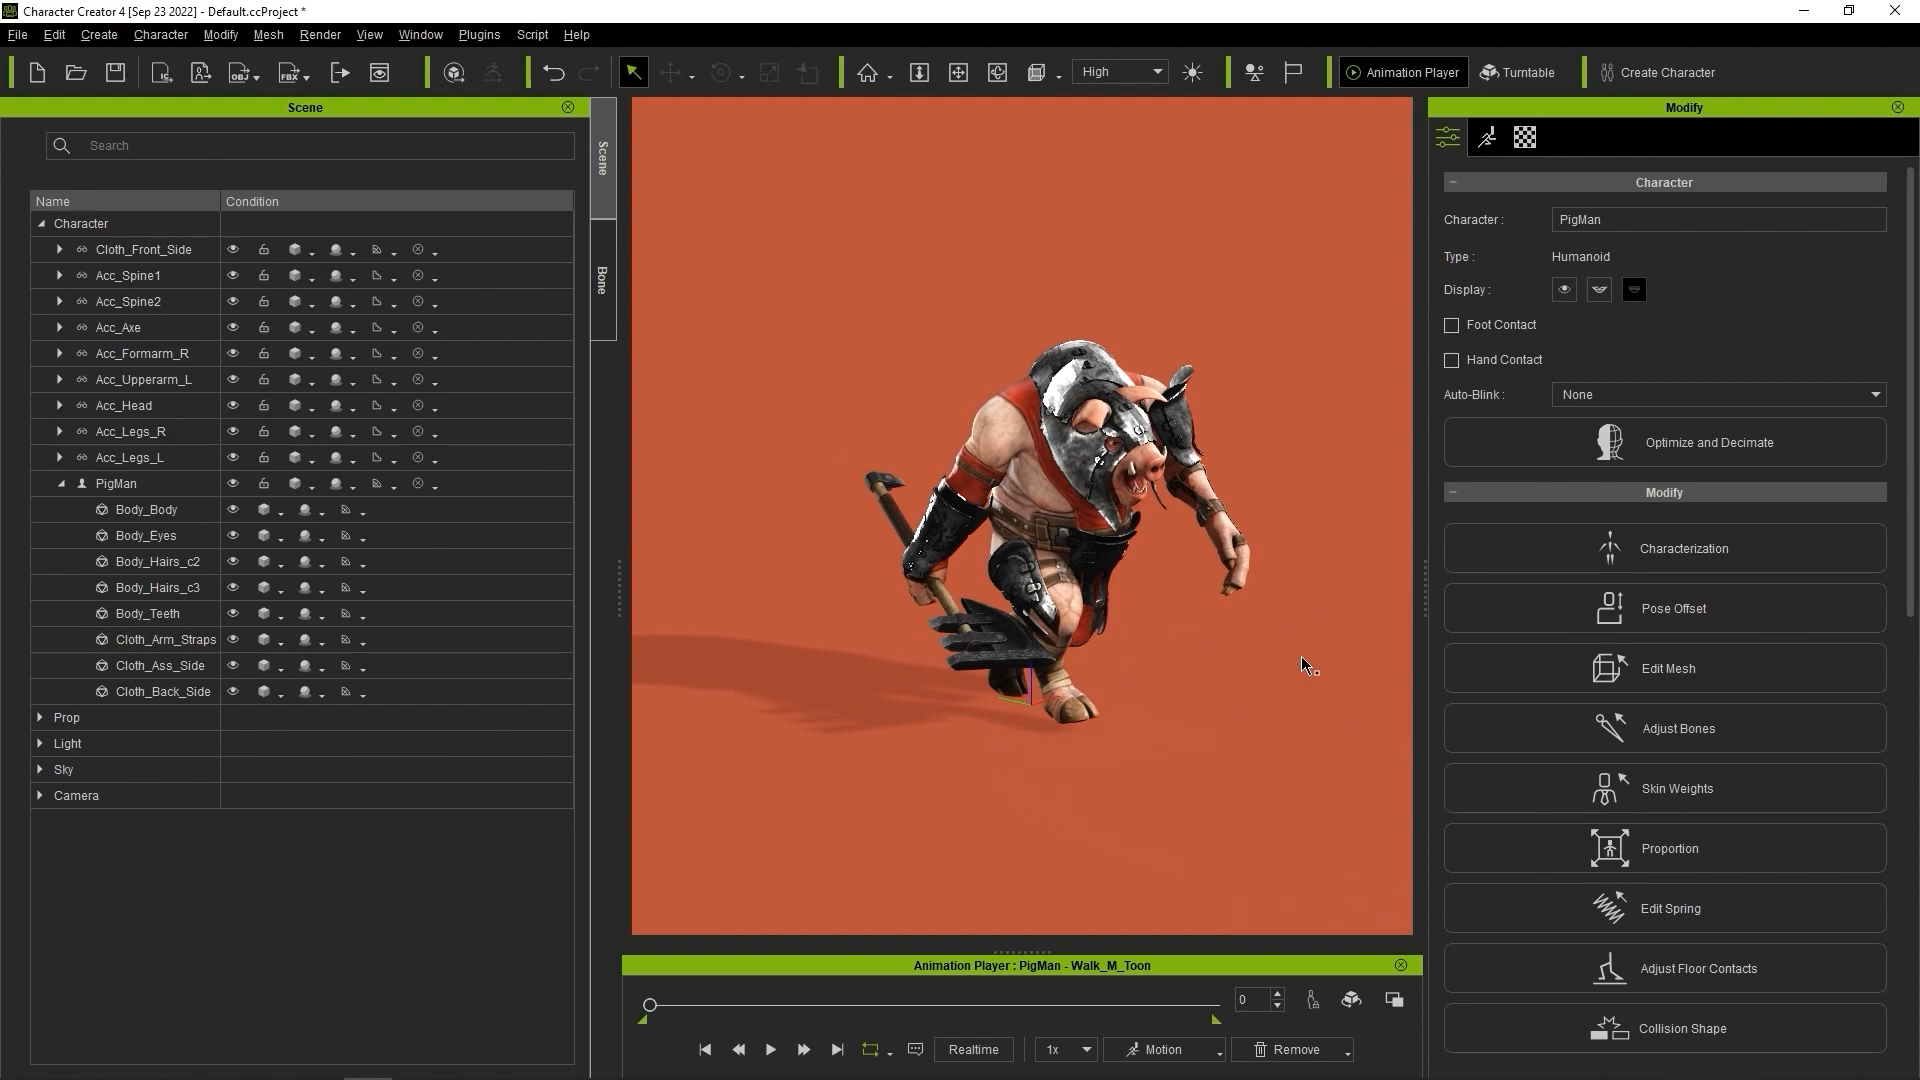 Character Creator 4 [Sep 23 2022] - Default.ccProject *
File Edit Create Character Modify Mesh Render View Window Plugins Script Help
IC OBJ FBX High Animation Player Turntable Create Character
Scene
Search
Name Condition
Character
Cloth_Front_Side
Acc_Spine1
Acc_Spine2
Acc_Axe
Acc_Formarm_R
Acc_Upperarm_L
Acc_Head
Acc_Legs_R
Acc_Legs_L
PigMan
Body_Body
Body_Eyes
Body_Hairs_c2
Body_Hairs_c3
Body_Teeth
Cloth_Arm_Straps
Cloth_Ass_Side
Cloth_Back_Side
Prop
Light
Sky
Camera
Scene
Bone
Animation Player : PigMan - Walk_M_Toon
0
Realtime 1x Motion Remove
Modify
Character
Character : PigMan
Type : Humanoid
Display :
Foot Contact
Hand Contact
Auto-Blink : None
Optimize and Decimate
Modify
Characterization
Pose Offset
Edit Mesh
Adjust Bones
Skin Weights
Proportion
Edit Spring
Adjust Floor Contacts
Collision Shape